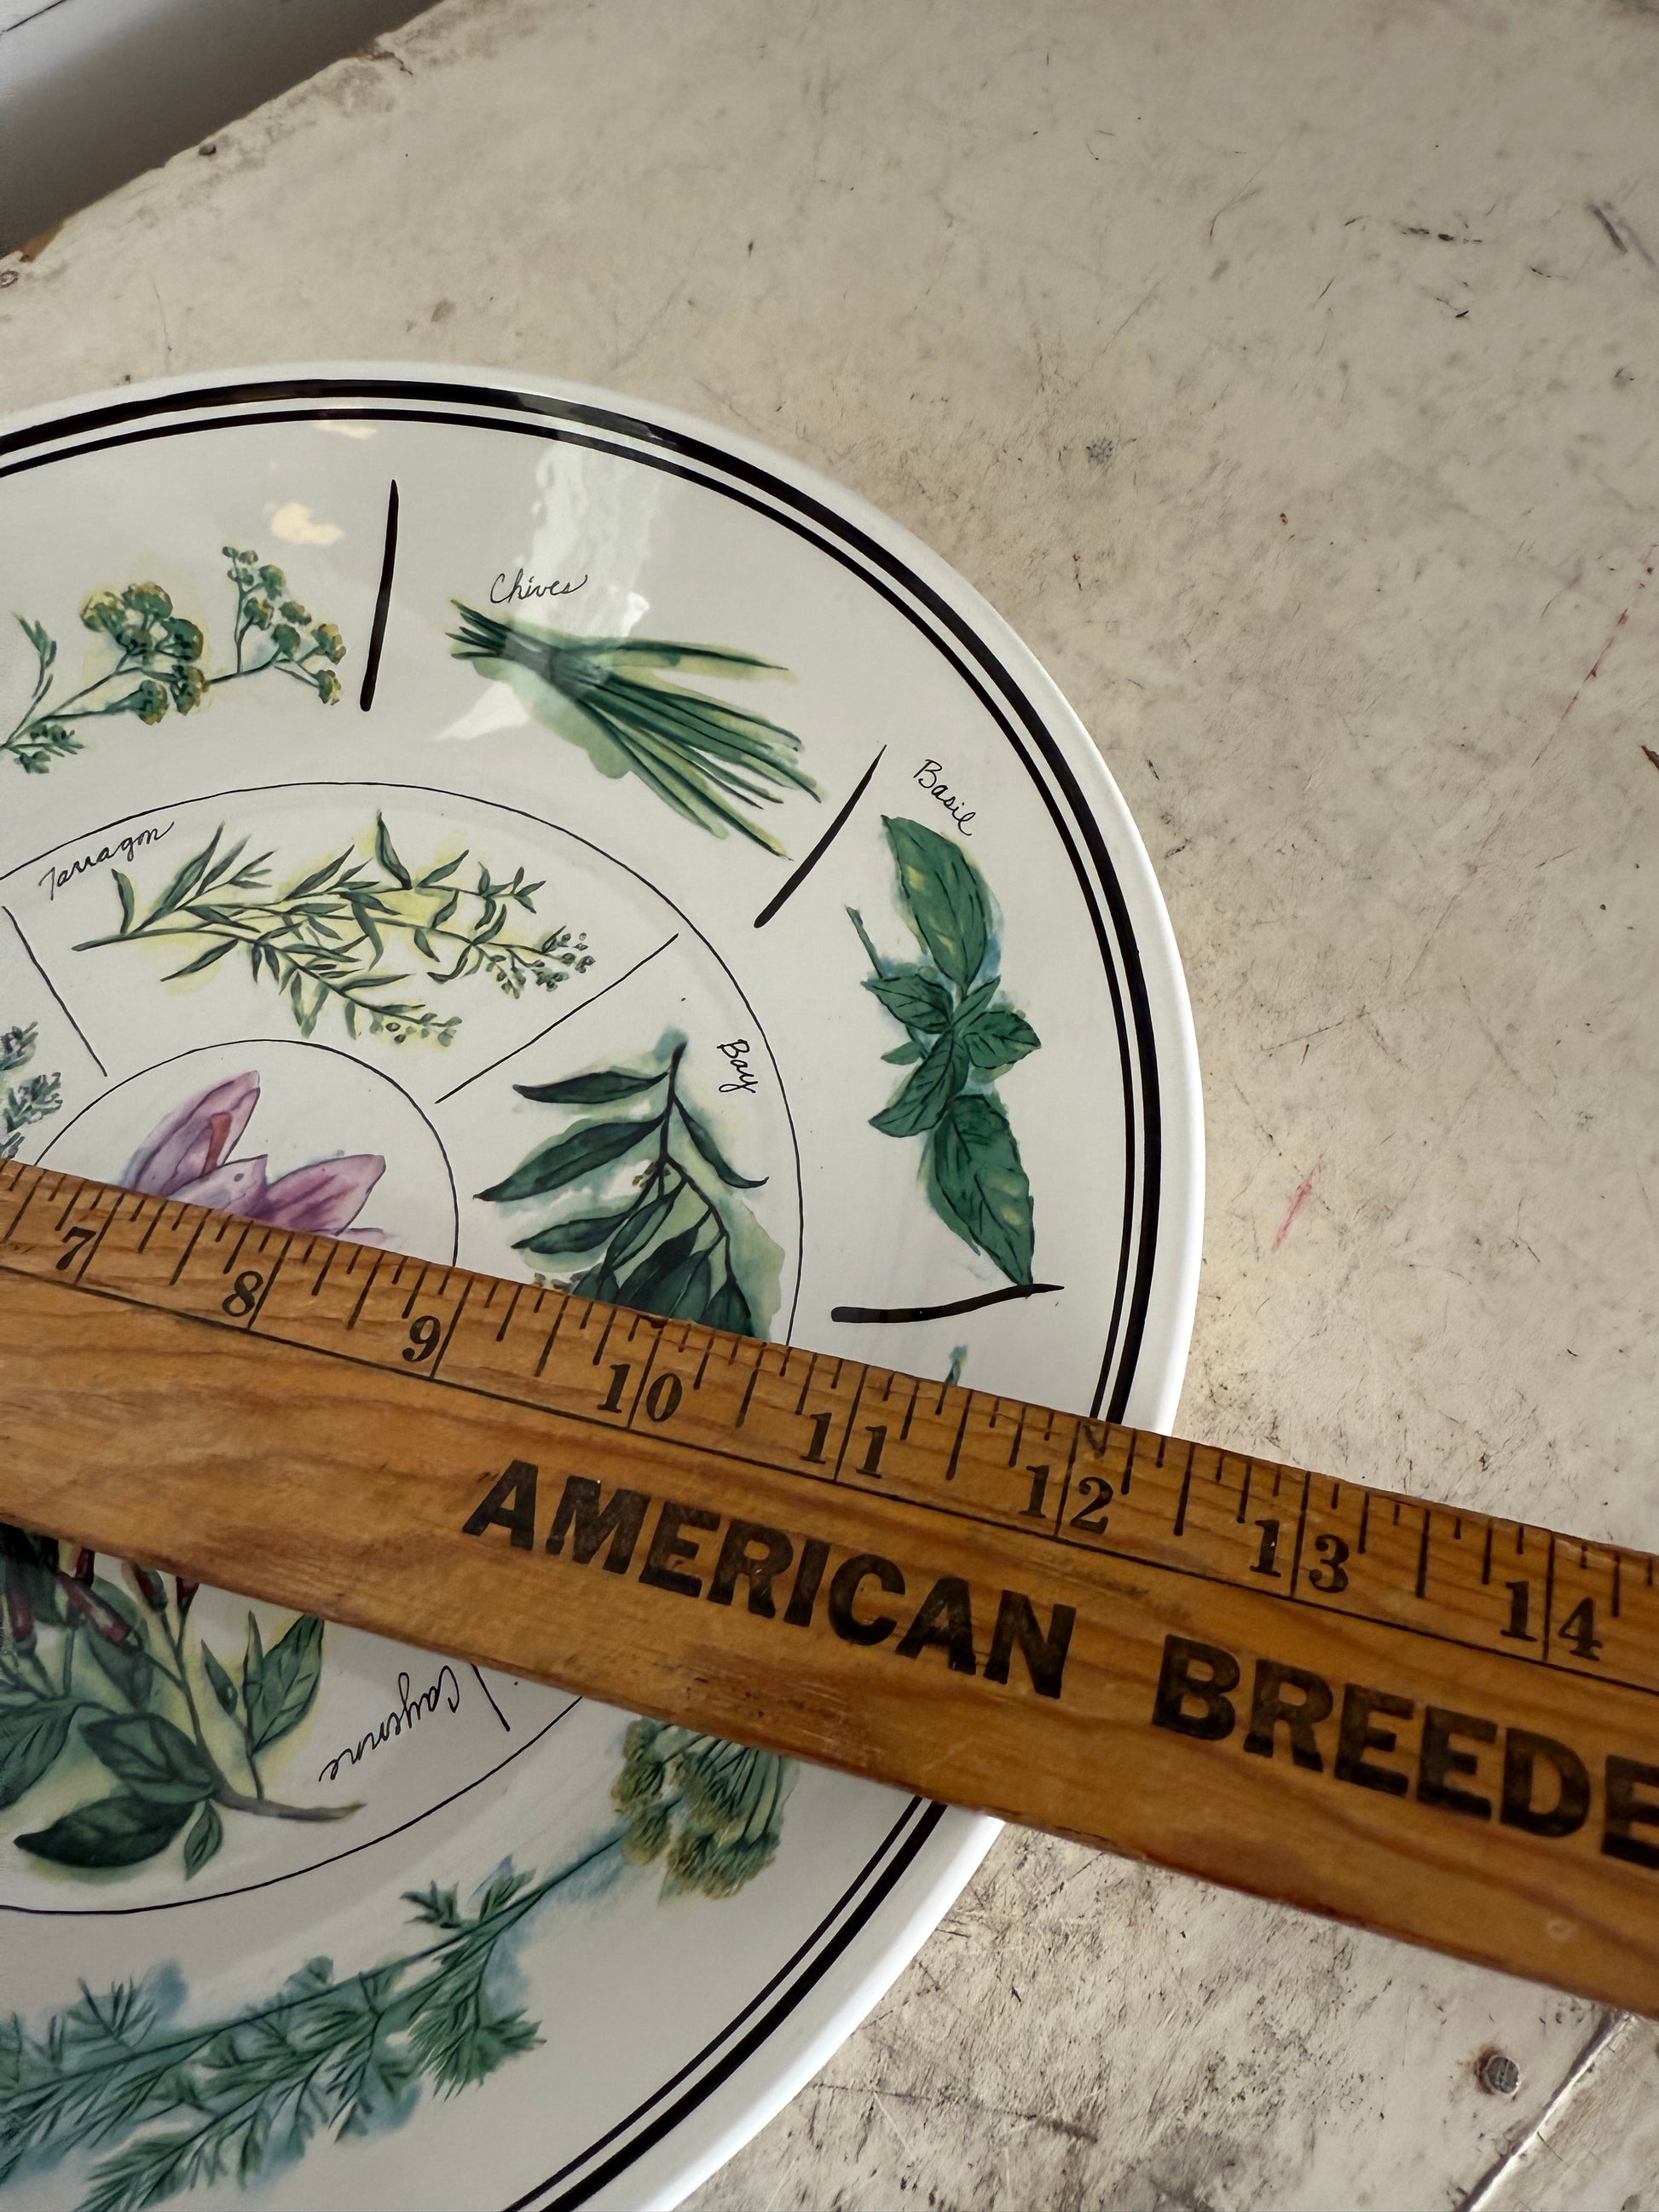 Chives
Basil
Tarragon
Bay
7 8 9 10 11 12 13 14
AMERICAN BREEDE
Cayenne